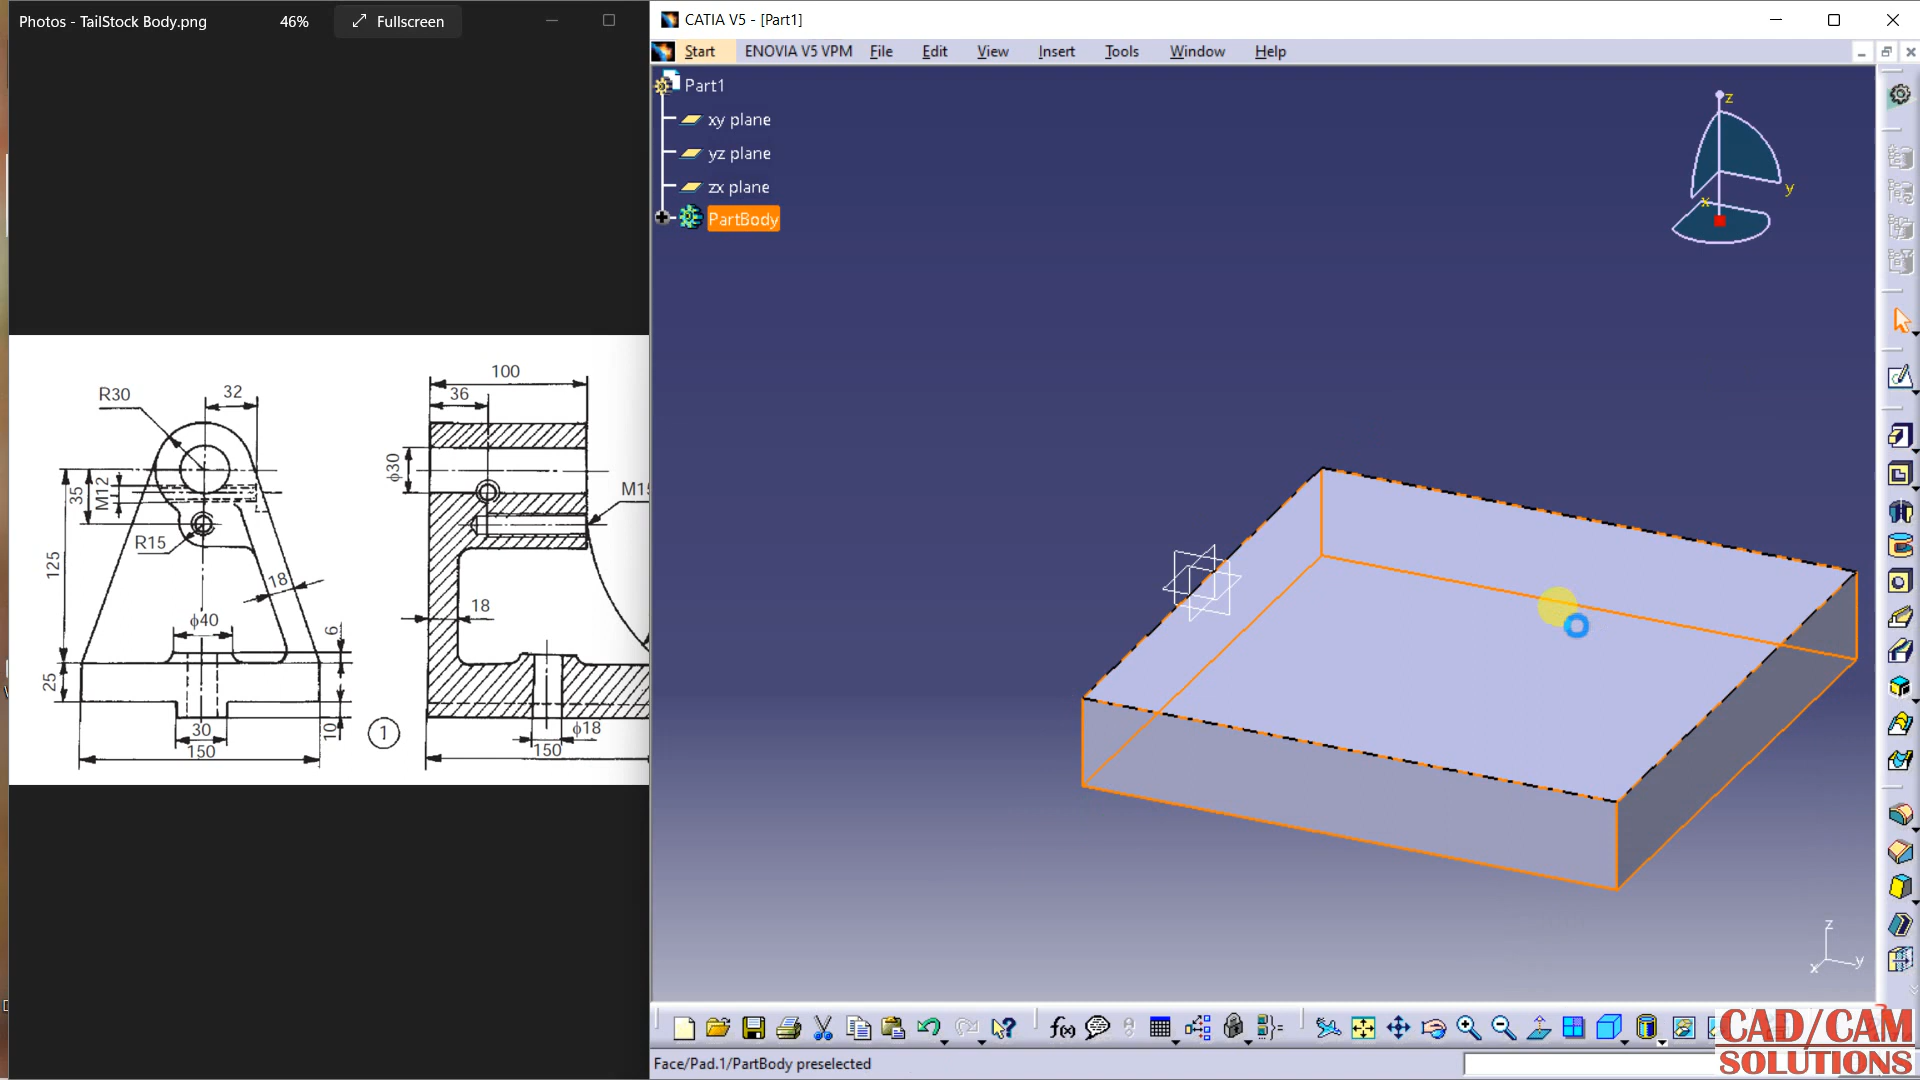 Photos - TailStock Body.png
46%
Fullscreen
R30
32
35
M12
R15
125
18
φ40
6
25
30
150
10
1
100
36
φ30
M15
18
φ18
150
CATIA V5 - [Part1]
Start
ENOVIA V5 VPM
File
Edit
View
Insert
Tools
Window
Help
Part1
xy plane
yz plane
zx plane
PartBody
z
y
x
z
x
y
f(x)
Face/Pad.1/PartBody preselected
CAD/CAM
SOLUTIONS